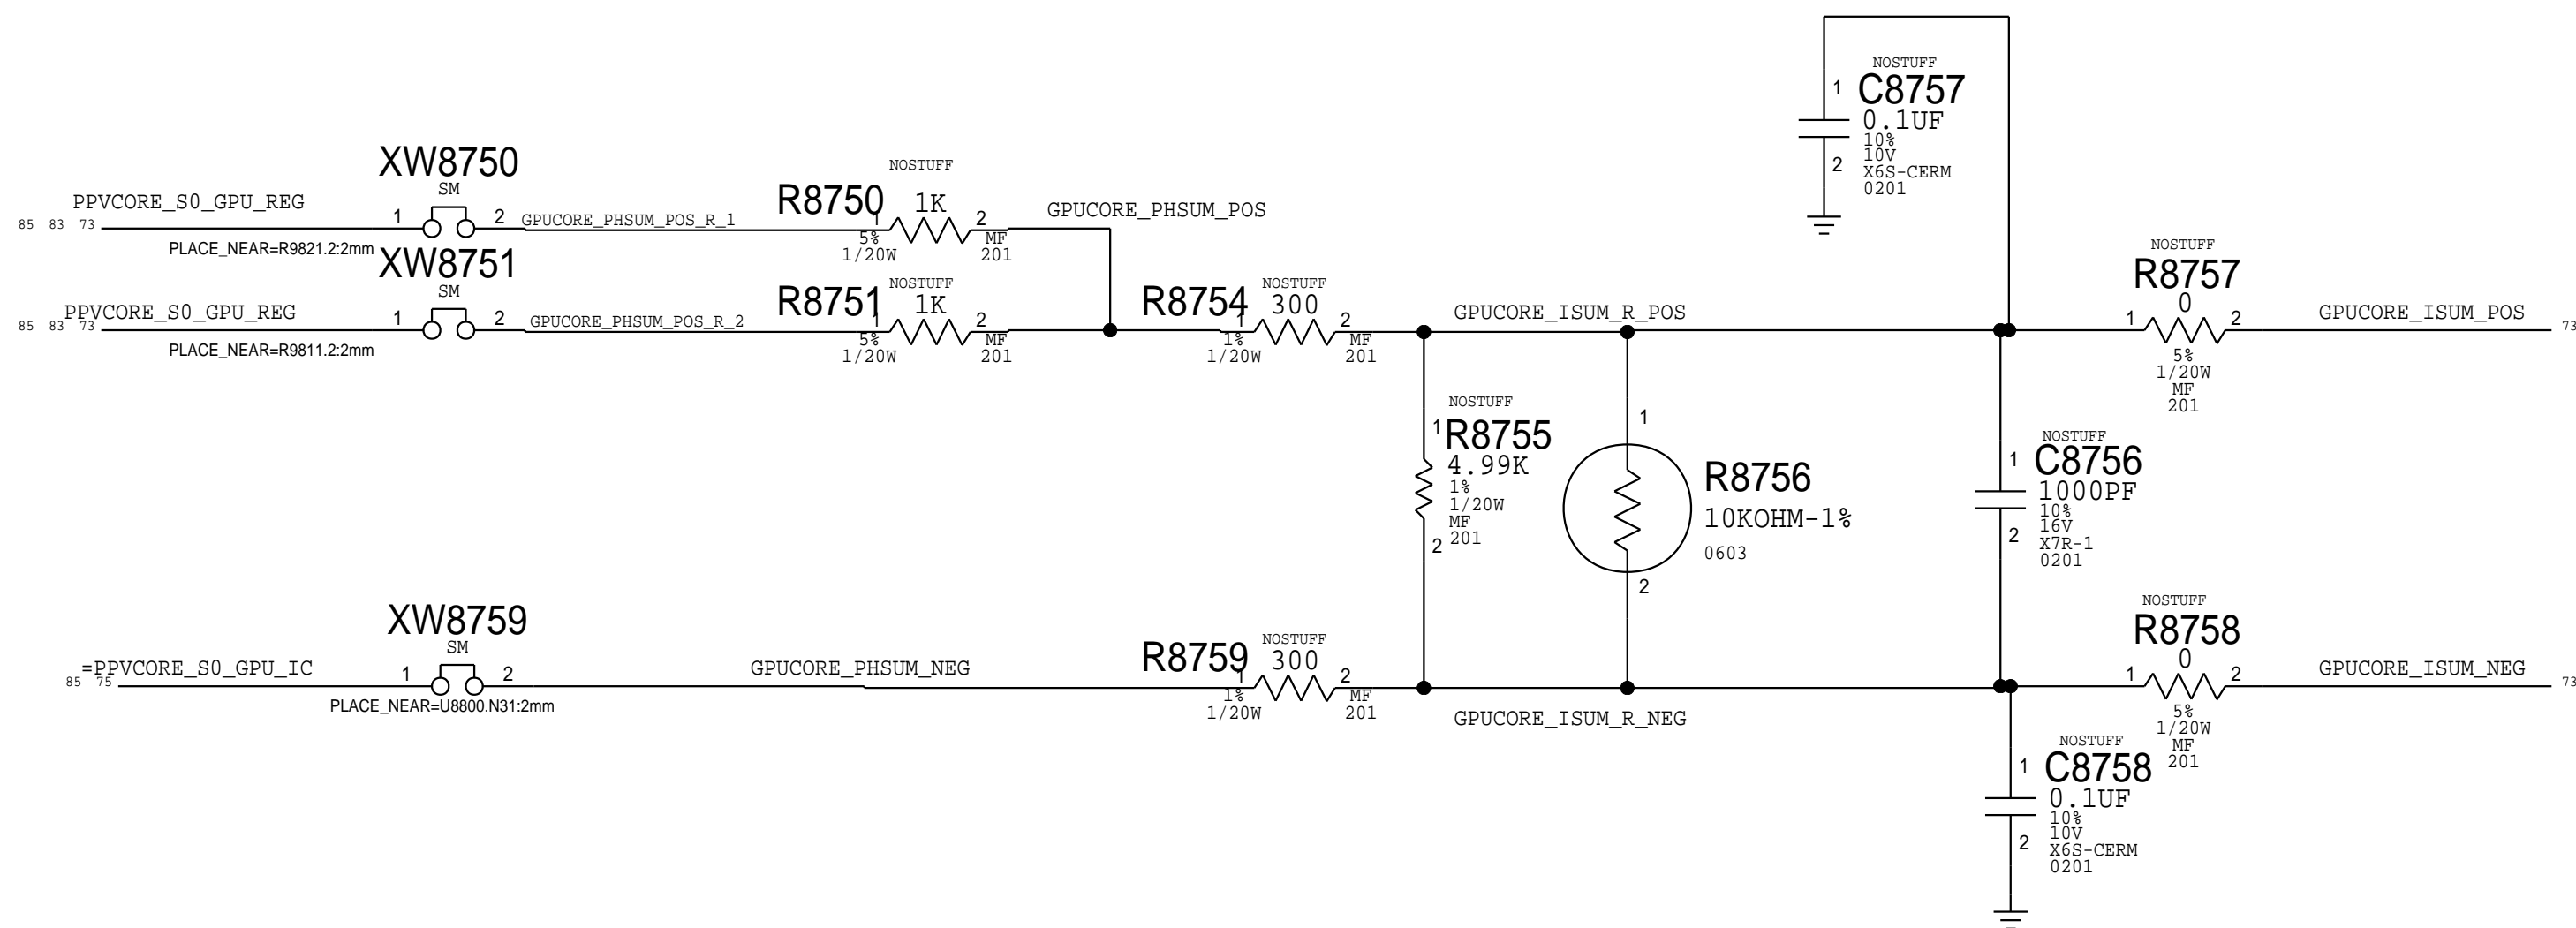 NOSTUFF
C8757
1
0.1UF
10%
10V
2
X6S-CERM
0201
XW8750
SM
NOSTUFF
PPVCORE_S0_GPU_REG
85 83 73
1
2
GPUCORE_PHSUM_POS_R_1
R8750
1
1K
2
5%
1/20W
MF
201
GPUCORE_PHSUM_POS
PLACE_NEAR=R9821.2:2mm
XW8751
SM
PPVCORE_S0_GPU_REG
85 83 73
1
2
GPUCORE_PHSUM_POS_R_2
R8751
NOSTUFF
1
1K
2
5%
1/20W
MF
201
PLACE_NEAR=R9811.2:2mm
R8754
NOSTUFF
1
300
2
1%
1/20W
MF
201
GPUCORE_ISUM_R_POS
NOSTUFF
R8757
0
1
2
5%
1/20W
MF
201
GPUCORE_ISUM_POS
73
NOSTUFF
1
R8755
4.99K
1%
1/20W
MF
2
201
1
R8756
10KOHM-1%
0603
2
NOSTUFF
1
C8756
1000PF
10%
16V
2
X7R-1
0201
XW8759
SM
=PPVCORE_S0_GPU_IC
85 75
1
2
PLACE_NEAR=U8800.N31:2mm
GPUCORE_PHSUM_NEG
R8759
NOSTUFF
1
300
2
1%
1/20W
MF
201
GPUCORE_ISUM_R_NEG
NOSTUFF
R8758
0
1
2
5%
1/20W
MF
201
GPUCORE_ISUM_NEG
73
NOSTUFF
1
C8758
0.1UF
10%
10V
2
X6S-CERM
0201